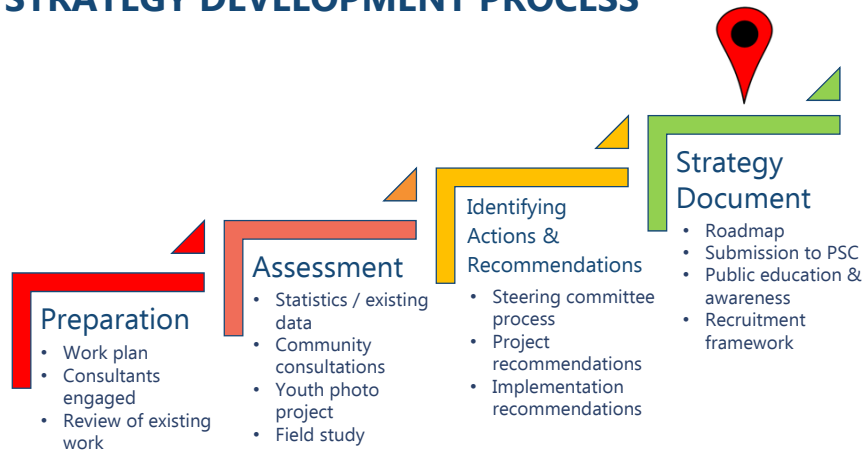 STRATEGY DEVELOPMENT PROCESS
Preparation
• Work plan
• Consultants
engaged
• Review of existing
work
Assessment
• Statistics / existing
data
• Community
consultations
• Youth photo
project
• Field study
Identifying
Actions &
Recommendations
• Steering committee
process
• Project
recommendations
• Implementation
recommendations
Strategy
Document
• Roadmap
• Submission to PSC
• Public education &
awareness
• Recruitment
framework